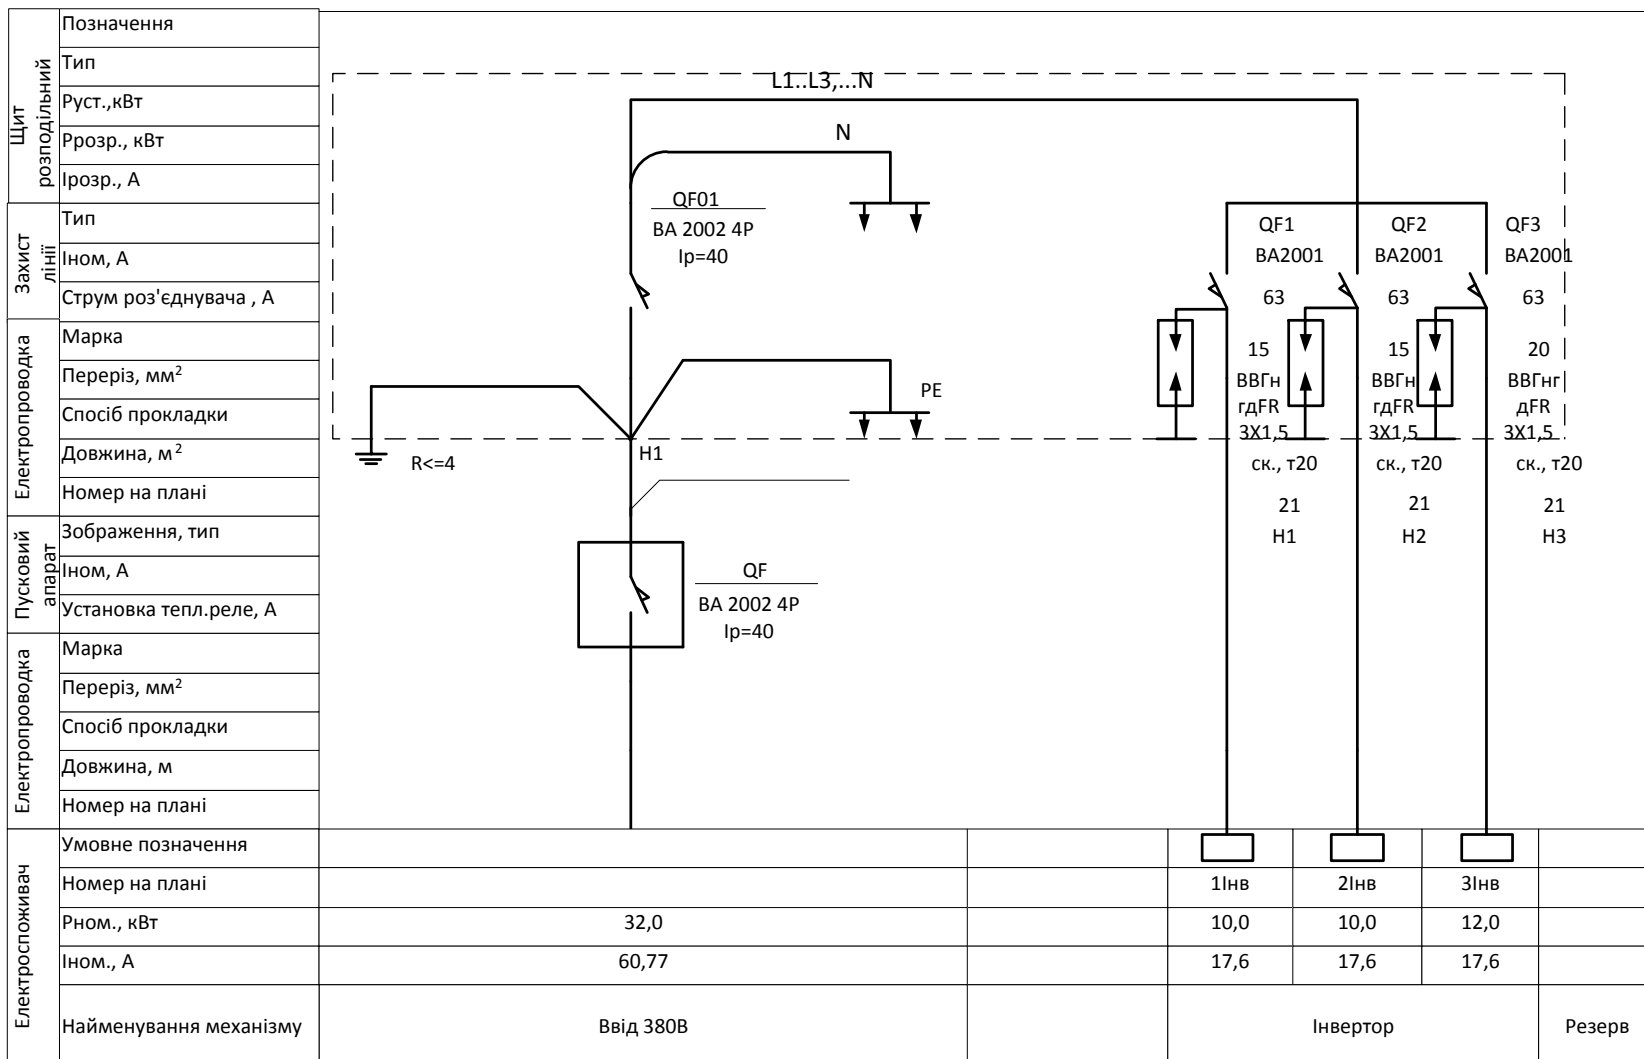 Щит
розподільний
Позначення
Тип
Руст.,кВт
Ррозр., кВт
Ірозр., А
Захист
лінії
Тип
Іном, А
Струм роз'єднувача , А
Електропроводка
Марка
Переріз, мм²
Спосіб прокладки
Довжина, м²
Номер на плані
Пусковий
апарат
Зображення, тип
Іном, А
Установка тепл.реле, А
Електропроводка
Марка
Переріз, мм²
Спосіб прокладки
Довжина, м
Номер на плані
L1..L3,...N
N
QF01
ВА 2002 4Р
Ip=40
PE
R<=4
H1
QF
ВА 2002 4Р
Ip=40
QF1
ВА2001
63
15
ВВГн
гдFR
3Х1,5
ск., т20
21
Н1
QF2
ВА2001
63
15
ВВГн
гдFR
3Х1,5
ск., т20
21
Н2
QF3
ВА2001
63
20
ВВГнг
дFR
3Х1,5
ск., т20
21
Н3
Електроспоживач
Умовне позначення
Номер на плані 1Інв 2Інв 3Інв
Рном., кВт 32,0 10,0 10,0 12,0
Іном., А 60,77 17,6 17,6 17,6
Найменування механізму Ввід 380В Інвертор Резерв